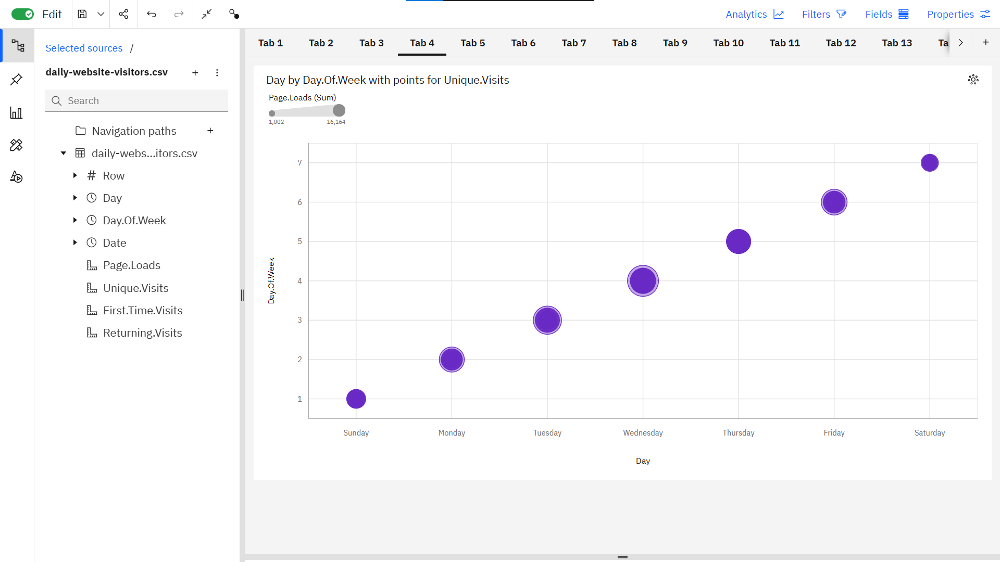 Edit
Analytics
Filters
Fields
Properties
Selected sources /
daily-website-visitors.csv
Search
Navigation paths
daily-webs...itors.csv
Row
Day
Day.Of.Week
Date
Page.Loads
Unique.Visits
First.Time.Visits
Returning.Visits
Tab 1
Tab 2
Tab 3
Tab 4
Tab 5
Tab 6
Tab 7
Tab 8
Tab 9
Tab 10
Tab 11
Tab 12
Tab 13
Day by Day.Of.Week with points for Unique.Visits
Page.Loads (Sum)
1,002
16,164
Day.Of.Week
7
6
5
4
3
2
1
Sunday
Monday
Tuesday
Wednesday
Thursday
Friday
Saturday
Day